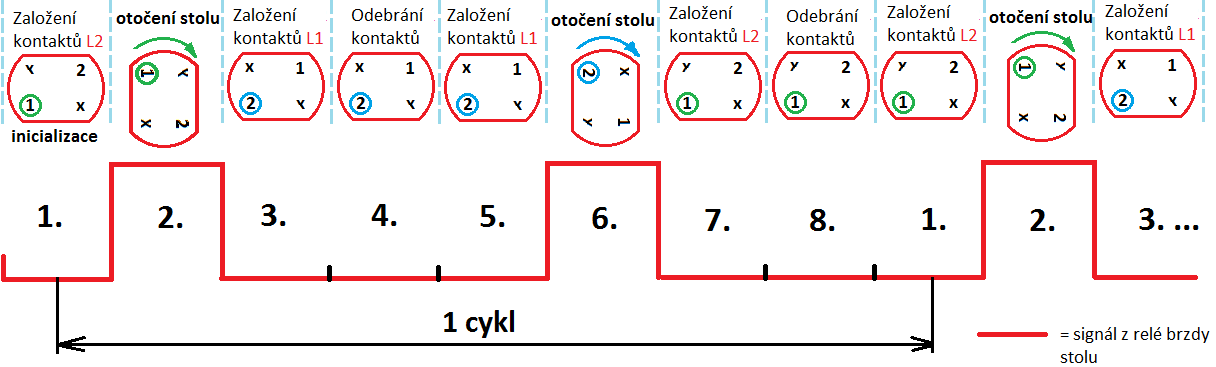 Založení
kontaktů L2
otočení stolu
Založení
kontaktů L1
Odebrání
kontaktů
Založení
kontaktů L1
otočení stolu
Založení
kontaktů L2
Odebrání
kontaktů
Založení
kontaktů L2
otočení stolu
Založení
kontaktů L1
Y 2
1 X
1 Y
X 2
X 1
2 Y
X 1
2 Y
X 1
2 Y
2 X
Y 1
Y 2
1 X
Y 2
1 X
Y 2
1 X
1 Y
X 2
X 1
2 Y
inicializace
1. 2. 3. 4. 5. 6. 7. 8. 1. 2. 3. ...
1 cykl
= signál z relé brzdy
stolu